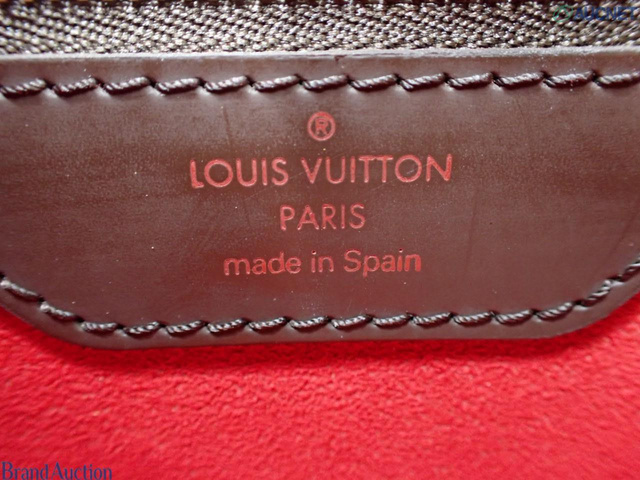 ®
LOUIS VUITTON
PARIS
made in Spain
Brand Auction